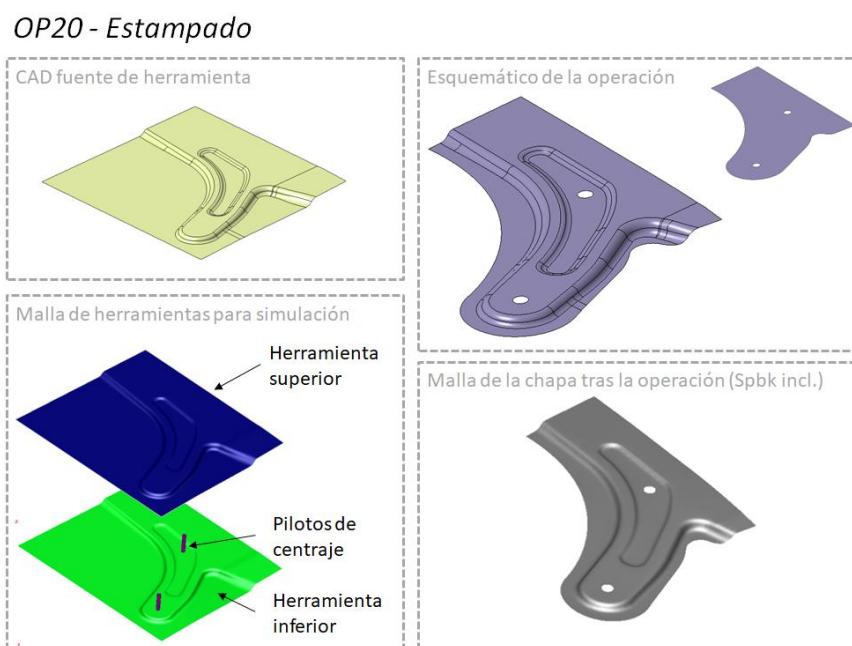 OP20 - Estampado
CAD fuente de herramienta
Esquemático de la operación
Malla de herramientas para simulación
Herramienta
superior
Pilotos de
centraje
Herramienta
inferior
Malla de la chapa tras la operación (Spbk incl.)